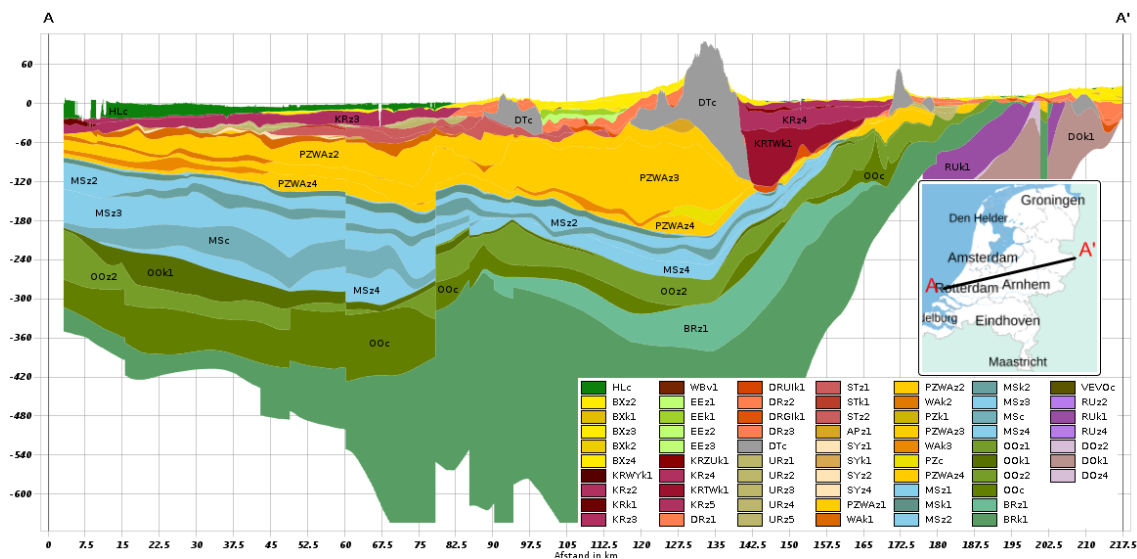 A A'
60
0
-60
-120
-180
-240
-300
-360
-420
-480
-540
-600
HLc
KRz3
DTc
DTc
KRz4
KRTWk1
DOk1
PZWAz2
PZWAz4
PZWAz3
PZWAz4
MSz2
MSz3
MSc
MSz4
MSz2
MSz4
OOz2
OOk1
OOc
OOc
OOz2
OOc
BRz1
RUk1
Groningen
Den Helder
Amsterdam
A'
A
Rotterdam
Arnhem
delburg
Eindhoven
Maastricht
HLc WBv1 DRUIk1 STz1 PZWAz2 MSk2 VEVOc
BXz2 EEz1 DRz2 STk1 WAk2 MSz3 RUz2
BXk1 EEk1 DRGIk1 STz2 PZk1 MSc RUk1
BXz3 EEz2 DRz3 APz1 PZWAz3 MSz4 RUz4
BXk2 EEz3 DTc SYz1 WAk3 OOz1 DOz2
BXz4 KRZUk1 URz1 SYk1 PZc OOk1 DOk1
KRWYk1 KRz4 URz2 SYz2 PZWAz4 OOz2 DOz4
KRz2 KRTWk1 URz3 SYz4 MSz1 OOc
KRk1 KRz5 URz4 PZWAz1 MSk1 BRz1
KRz3 DRz1 URz5 WAk1 MSz2 BRk1
0 7.5 15 22.5 30 37.5 45 52.5 60 67.5 75 82.5 90 97.5 105 112.5 120 127.5 135 142.5 150 157.5 165 172.5 180 187.5 195 202.5 210 217.5
Afstand in km